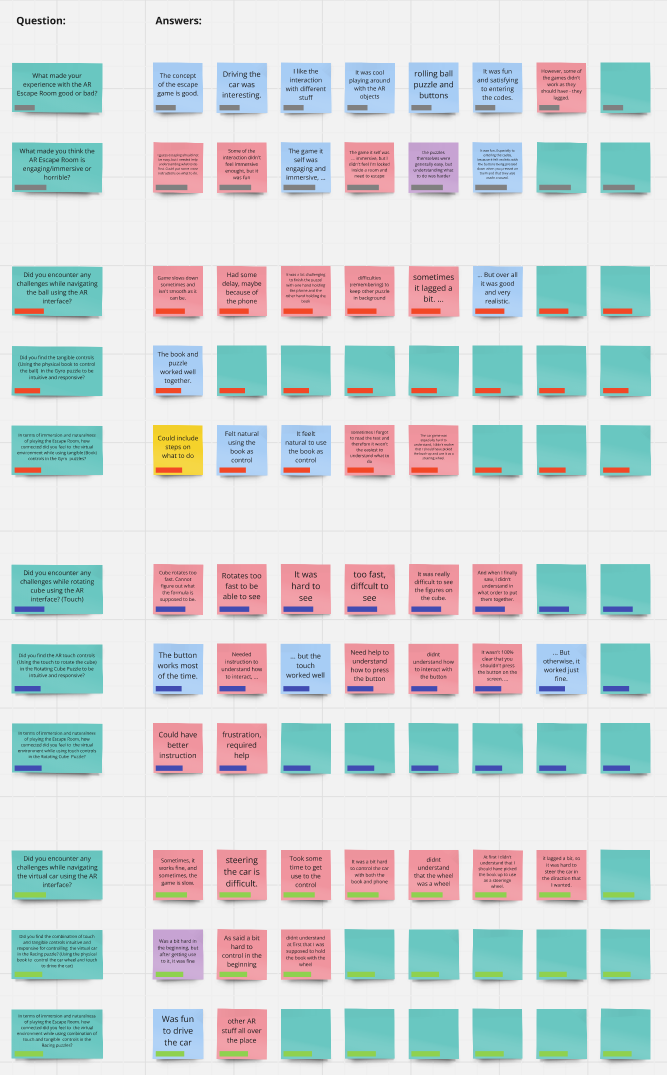 Question:
Answers:
What made your
experience with the AR
Escape Room good or bad?
The concept
of the escape
game is good.
Driving the
car was
interesting.
I like the
interaction
with different
stuff
It was cool
playing around
with the AR
objects
rolling ball
puzzle and
buttons
It was fun
and satisfying
to entering
the codes.
However, some of
the games didn't
work as they
should have - they
lagged.
What made you think the
AR Escape Room is
engaging/immersive or
horrible?
Some of the
interaction didn't
feel immersive
enought, but it
was fun
The game it
self was
engaging and
immersive, ...
The game it self was
... immersive, but I
didn't feel I'm locked
inside a room and
need to escape
the puzzles
themselves were
generally easy, but
understanding what
to do was harder
Did you encounter any
challenges while navigating
the ball using the AR
interface?
Game slows down
sometimes and
isn't smooth as it
can be.
Had some
delay, maybe
because of
the phone
It was a bit challenging
to finish the puzzle
with one hand holding
the phone and the
other hand holding the
book
difficulties
(remembering) to
keep other puzzle
in background
sometimes
it lagged a
bit. ...
... But over all
it was good
and very
realistic.
Did you find the tangible controls
(Using the physical book to control
the ball) in the Gyro puzzle to be
intuitive and responsive?
The book and
puzzle
worked well
together.
In terms of immersion and naturalness
of playing the Escape Room, how
connected did you feel to the virtual
environment while using tangible (Book)
controls in the Gyro puzzles?
Could include
steps on
what to do
Felt natural
using the
book as
control
It feelt
natural to use
the book as
control
sometimes I forgot
to read the text and
therefore it wasn't
the easiest to
understand what to
do
Did you encounter any
challenges while rotating
cube using the AR
interface? (Touch)
Cube rotates too
fast. Cannot
figure out what
the formula is
supposed to be.
Rotates too
fast to be
able to see
It was
hard to
see
too fast,
diffcult to
see
It was really
difficult to see
the figures on
the cube.
And when I finally
saw, I didn't
understand in
what order to put
them together.
Did you find the AR touch controls
(Using the touch to rotate the cube)
in the Rotating Cube Puzzle to be
intuitive and responsive?
The button
works most
of the time.
Needed
instruction to
understand how
to interact, ...
... but the
touch
worked well
Need help to
understand
how to press
the button
didnt
understand how
to interact with
the button
It wasn't 100%
clear that you
should/n't press
the button on the
screen. ...
... But
otherwise, it
worked just
fine.
In terms of immersion and naturalness
of playing the Escape Room, how
connected did you feel to the virtual
environment while using touch controls
in the Rotating Cube Puzzle?
Could have
better
instruction
frustration,
required
help
Did you encounter any
challenges while navigating
the virtual car using the AR
interface?
Sometimes, it
works fine, and
sometimes, the
game is slow.
steering
the car is
difficult.
Took some
time to get
use to the
control
It was a bit hard
to control the car
with both the
book and phone
didnt
understand
that the wheel
was a wheel
At first I didn't
understand that I
should have picked
the book up to use
as a steerings
wheel.
it lagged a bit, so
it was hard to
steer the car in
the direction that
I wanted.
Did you find the combination of touch
and tangible controls intuitive and
responsive for controlling the virtual car
in the Racing puzzle? (Using the physical
book to control the car wheel and touch
to drive the car)
Was a bit hard in
the beginning, but
after getting use
to it, it was fine
As said a bit
hard to
control in the
beginning
didnt understand
at first that I was
supposed to hold
the book with the
wheel
In terms of immersion and naturalness
of playing the Escape Room, how
connected did you feel to the virtual
environment while using combination of
touch and tangible controls in the
Racing puzzles?
Was fun
to drive
the car
other AR
stuff all over
the place